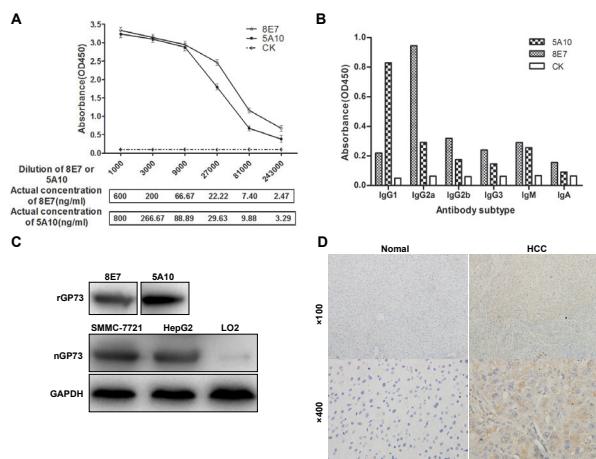 A
8E7
5A10
CK
Absorbance(OD450)
3.5
3.0
2.5
2.0
1.5
1.0
0.5
0.0
1000 3000 9000 27000 81000 243000
Dilution of 8E7 or
5A10
Actual concentration
of 8E7(ng/ml)
600 200 66.67 22.22 7.40 2.47
Actual concentration
of 5A10(ng/ml)
800 266.67 88.89 29.63 9.88 3.29
B
5A10
8E7
CK
Absorbance(OD450)
1.0
0.8
0.6
0.4
0.2
0.0
IgG1 IgG2a IgG2b IgG3 IgM IgA
Antibody subtype
C
8E7 5A10
rGP73
SMMC-7721 HepG2 LO2
nGP73
GAPDH
D
Nomal HCC
×100
×400